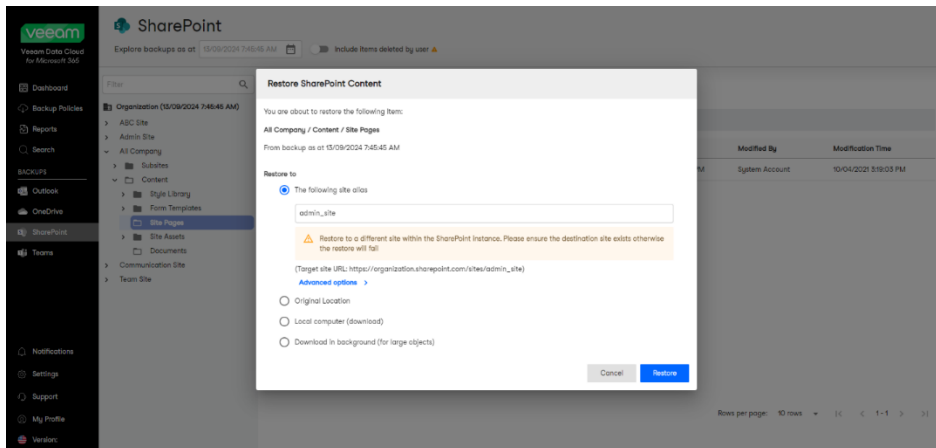 veeam
Veeam Data Cloud
for Microsoft 365
Dashboard
Backup Policies
Reports
Search
BACKUPS
Outlook
OneDrive
SharePoint
Teams
Notifications
Settings
Support
My Profile
Version:
SharePoint
Explore backups as at 13/09/2024 7:45:45 AM
Include items deleted by user
Filter
Organization (13/09/2024 7:45:45 AM)
ABC Site
Admin Site
All Company
Subsites
Content
Style Library
Form Templates
Site Pages
Site Assets
Documents
Communication Site
Team Site
Restore SharePoint Content
You are about to restore the following item:
All Company / Content / Site Pages
From backup as at 13/09/2024 7:45:45 AM
Restore to
The following site alias
admin_site
Restore to a different site within the SharePoint instance. Please ensure the destination site exists otherwise
the restore will fail
(Target site URL: https://organization.sharepoint.com/sites/admin_site)
Advanced options >
Original Location
Local computer (download)
Download in background (for large objects)
Cancel
Restore
Modified By
Modification Time
PM
System Account
10/04/2021 5:19:03 PM
Rows per page: 10 rows
1-1